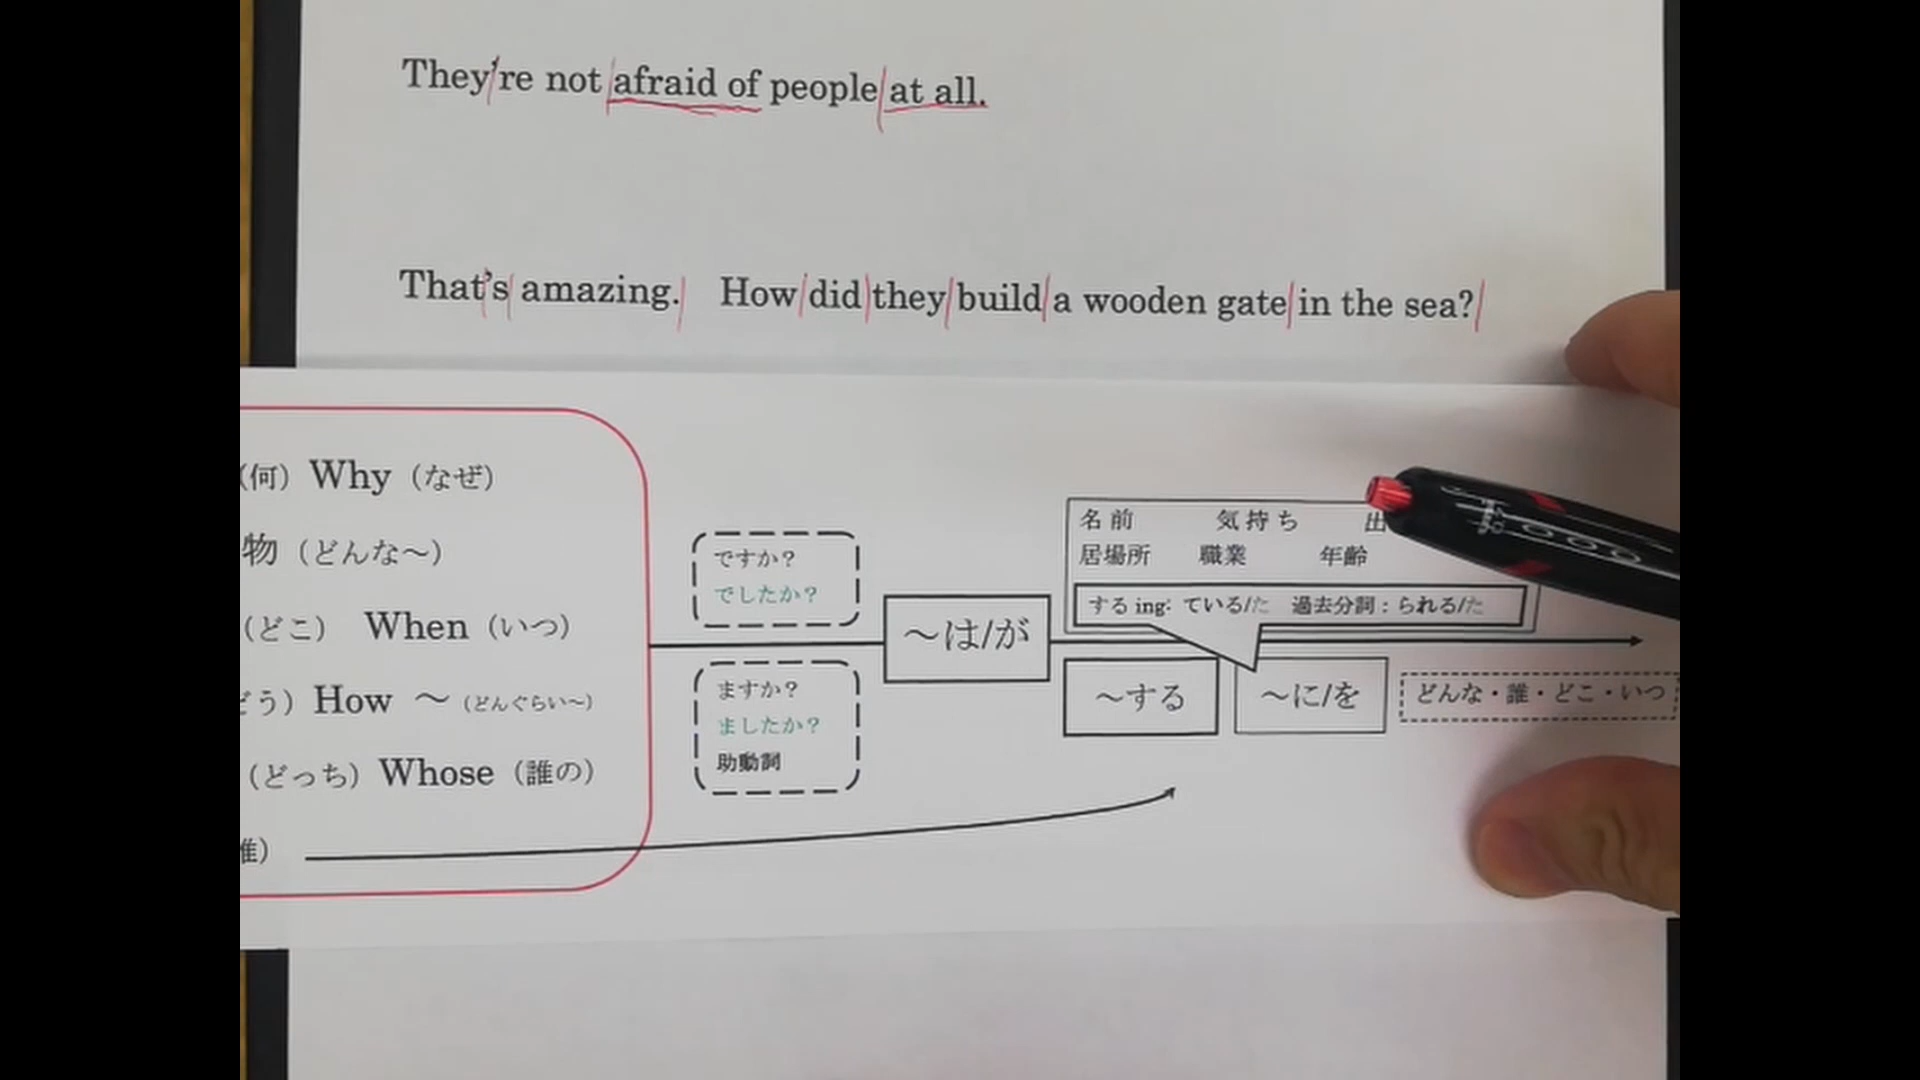 They're not afraid of people at all.
That's amazing. How did they build a wooden gate in the sea?
(何) Why (なぜ)
物 (どんな～)
(どこ) When (いつ)
どう) How ～ (どんぐらい～)
(どっち) Whose (誰の)
誰)
ですか？
でしたか？
ますか？
ましたか？
助動詞
～は/が
名前 気持ち 出
居場所 職業 年齢
する ing: ている/た 過去分詞：られる/た
～する
～に/を
どんな・誰・どこ・いつ